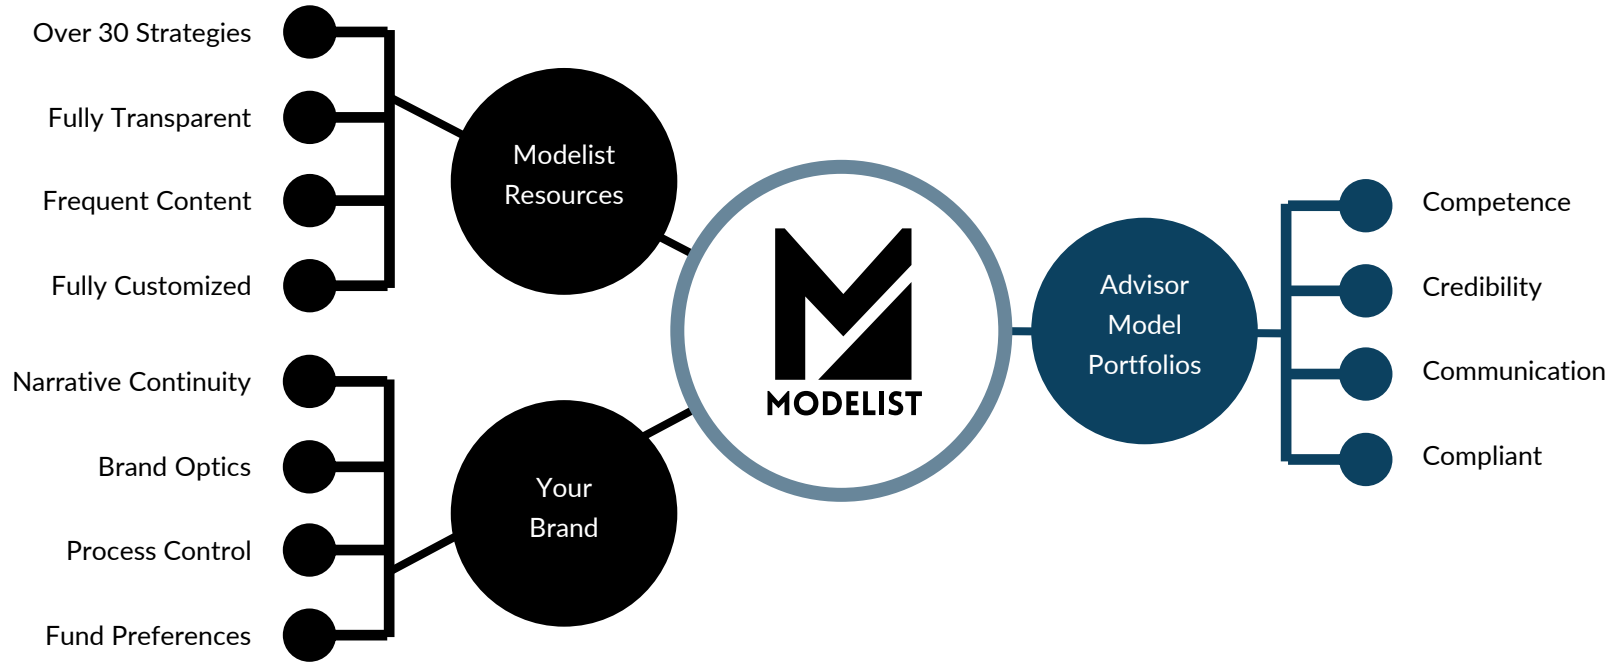 Over 30 Strategies
Fully Transparent
Frequent Content
Fully Customized
Modelist
Resources
Narrative Continuity
Brand Optics
Process Control
Fund Preferences
Your
Brand
MODELIST
Advisor
Model
Portfolios
Competence
Credibility
Communication
Compliant